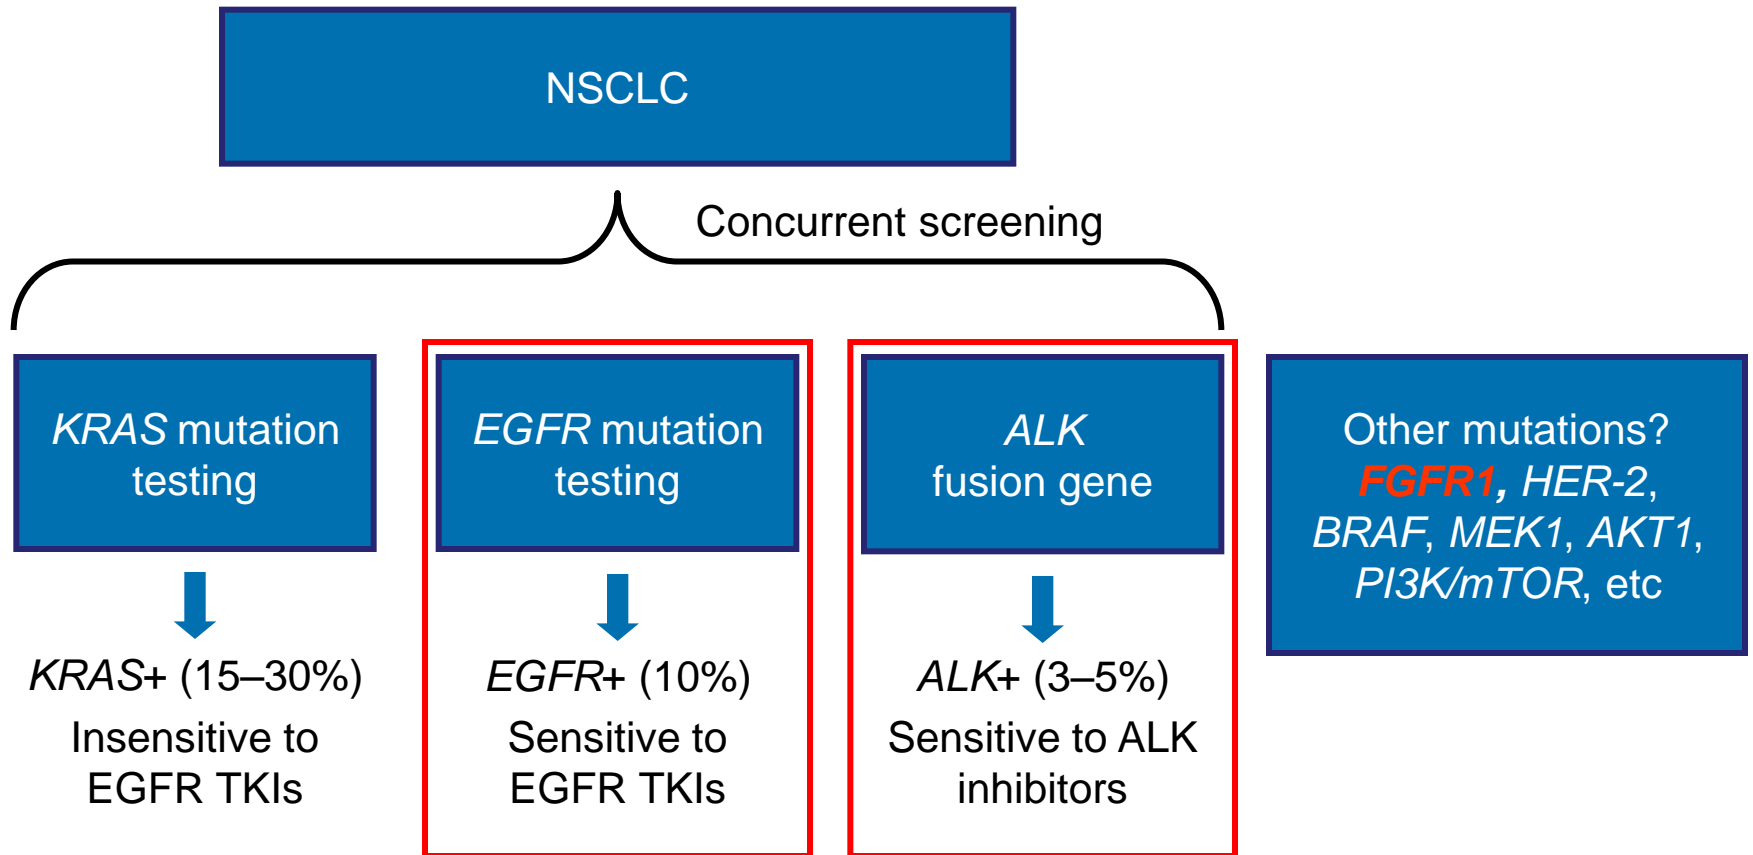 NSCLC
Concurrent screening
KRAS mutation
testing
KRAS+ (15–30%)
Insensitive to
EGFR TKIs
EGFR mutation
testing
EGFR+ (10%)
Sensitive to
EGFR TKIs
ALK
fusion gene
ALK+ (3–5%)
Sensitive to ALK
inhibitors
Other mutations?
FGFR1, HER-2,
BRAF, MEK1, AKT1,
PI3K/mTOR, etc